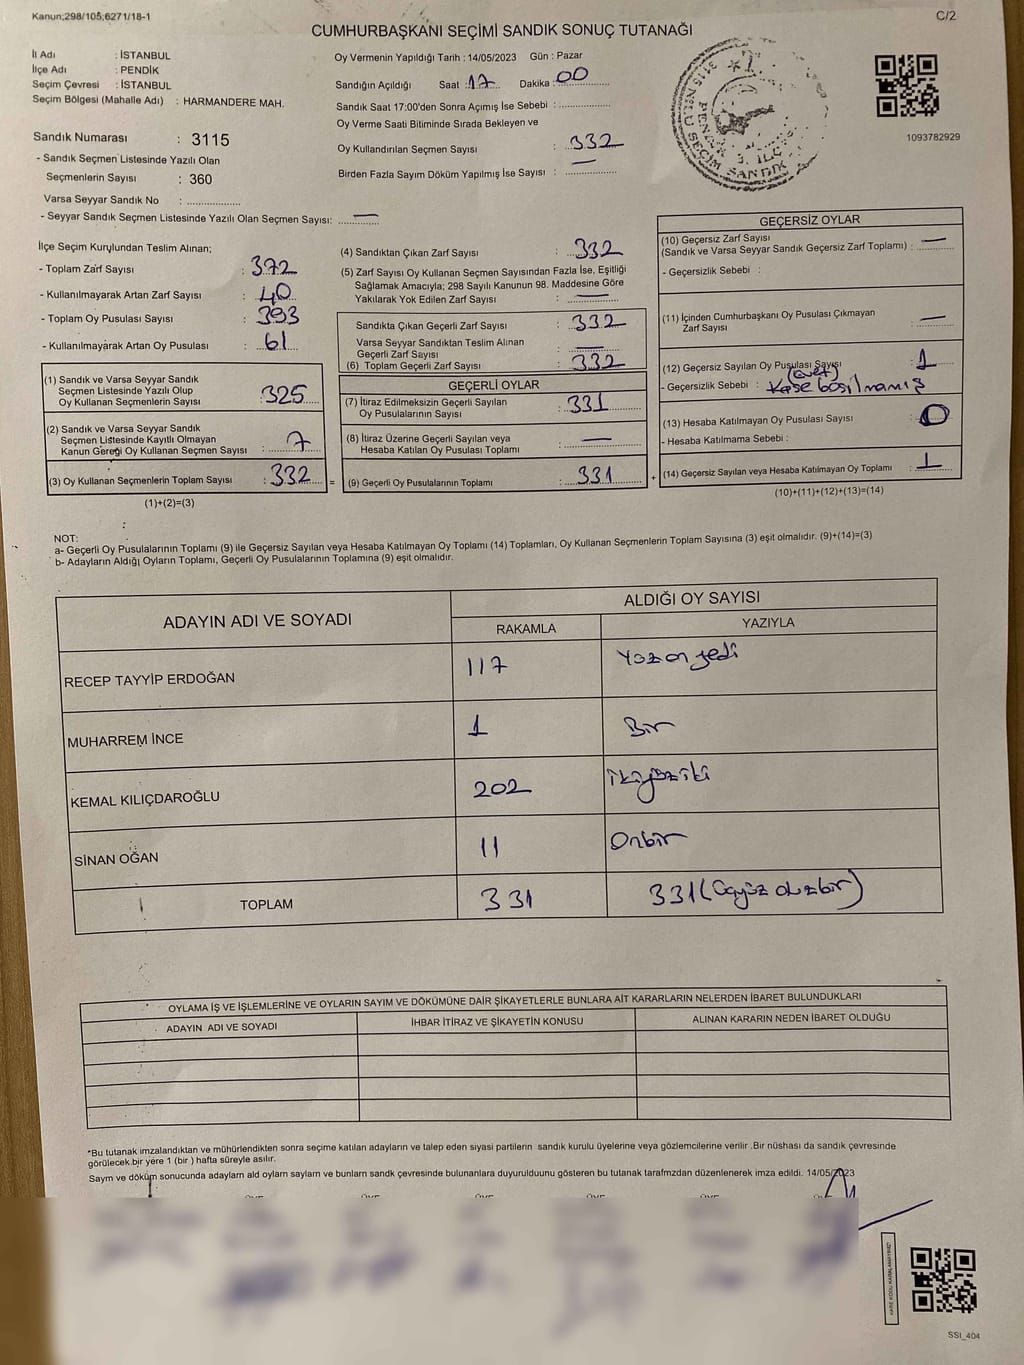 Kanun;298/105;6271/18-1
C/2
CUMHURBAŞKANI SEÇİMİ SANDIK SONUÇ TUTANAĞI
İl Adı : İSTANBUL
İlçe Adı : PENDİK
Seçim Çevresi : İSTANBUL
Seçim Bölgesi (Mahalle Adı) : HARMANDERE MAH.
Sandık Numarası : 3115
- Sandık Seçmen Listesinde Yazılı Olan
Seçmenlerin Sayısı : 360
Varsa Seyyar Sandık No :
- Seyyar Sandık Seçmen Listesinde Yazılı Olan Seçmen Sayısı: —
Oy Vermenin Yapıldığı Tarih : 14/05/2023 Gün : Pazar
Sandığın Açıldığı Saat : 17 Dakika : 00
Sandık Saat 17:00'den Sonra Açımış İse Sebebi :
Oy Verme Saati Bitiminde Sırada Bekleyen ve
Oy Kullandırılan Seçmen Sayısı : 332
Birden Fazla Sayım Döküm Yapılmış İse Sayısı : —
3115 NOLU SEÇİM SANDIK
PENDİK 3. İLÇE
1093782929
İlçe Seçim Kurulundan Teslim Alınan;
- Toplam Zarf Sayısı : 372
- Kullanılmayarak Artan Zarf Sayısı : 40
- Toplam Oy Pusulası Sayısı : 393
- Kullanılmayarak Artan Oy Pusulası : 61
(1) Sandık ve Varsa Seyyar Sandık
Seçmen Listesinde Yazılı Olup
Oy Kullanan Seçmenlerin Sayısı : 325
(2) Sandık ve Varsa Seyyar Sandık
Seçmen Listesinde Kayıtlı Olmayan
Kanun Gereği Oy Kullanan Seçmen Sayısı : 7
(3) Oy Kullanan Seçmenlerin Toplam Sayısı : 332
(1)+(2)=(3)
(4) Sandıktan Çıkan Zarf Sayısı : 332
(5) Zarf Sayısı Oy Kullanan Seçmen Sayısından Fazla İse, Eşitliği
Sağlamak Amacıyla; 298 Sayılı Kanunun 98. Maddesine Göre
Yakılarak Yok Edilen Zarf Sayısı : —
Sandıkta Çıkan Geçerli Zarf Sayısı : 332
Varsa Seyyar Sandıktan Teslim Alınan
Geçerli Zarf Sayısı : —
(6) Toplam Geçerli Zarf Sayısı : 332
GEÇERLİ OYLAR
(7) İtiraz Edilmeksizin Geçerli Sayılan
Oy Pusulalarının Sayısı : 331
(8) İtiraz Üzerine Geçerli Sayılan veya
Hesaba Katılan Oy Pusulası Toplamı : —
= (9) Geçerli Oy Pusulalarının Toplamı : 331 +
GEÇERSİZ OYLAR
(10) Geçersiz Zarf Sayısı
(Sandık ve Varsa Seyyar Sandık Geçersiz Zarf Toplamı) : —
- Geçersizlik Sebebi :
(11) İçinden Cumhurbaşkanı Oy Pusulası Çıkmayan
Zarf Sayısı : —
(12) Geçersiz Sayılan Oy Pusulası Sayısı : 1
(evet)
- Geçersizlik Sebebi : Kaşe basılmamış
(13) Hesaba Katılmayan Oy Pusulası Sayısı : 0
- Hesaba Katılmama Sebebi :
(14) Geçersiz Sayılan veya Hesaba Katılmayan Oy Toplamı : 1
(10)+(11)+(12)+(13)=(14)
NOT:
a- Geçerli Oy Pusulalarının Toplamı (9) ile Geçersiz Sayılan veya Hesaba Katılmayan Oy Toplamı (14) Toplamları, Oy Kullanan Seçmenlerin Toplam Sayısına (3) eşit olmalıdır. (9)+(14)=(3)
b- Adayların Aldığı Oyların Toplamı, Geçerli Oy Pusulalarının Toplamına (9) eşit olmalıdır.
ADAYIN ADI VE SOYADI
ALDIĞI OY SAYISI
RAKAMLA YAZIYLA
RECEP TAYYİP ERDOĞAN 117 Yüz on yedi
MUHARREM İNCE 1 Bir
KEMAL KILIÇDAROĞLU 202 ikiyüziki
SİNAN OĞAN 11 Onbir
TOPLAM 331 331 (üçyüz otuzbir)
OYLAMA İŞ VE İŞLEMLERİNE VE OYLARIN SAYIM VE DÖKÜMÜNE DAİR ŞİKAYETLERLE BUNLARA AİT KARARLARIN NELERDEN İBARET BULUNDUKLARI
ADAYIN ADI VE SOYADI İHBAR İTİRAZ VE ŞİKAYETİN KONUSU ALINAN KARARIN NEDEN İBARET OLDUĞU
*Bu tutanak imzalandıktan ve mühürlendikten sonra seçime katılan adayların ve talep eden siyasi partilerin sandık kurulu üyelerine veya gözlemcilerine verilir .Bir nüshası da sandık çevresinde
görülecek bir yere 1 (bir ) hafta süreyle asılır.
Saym ve döküm sonucunda adaylarn ald oylarn saylarn ve bunlarn sandk çevresinde bulunanlara duyurulduunu gösteren bu tutanak tarafmzdan düzenlenerek imza edildi. 14/05/2023
SSI_404